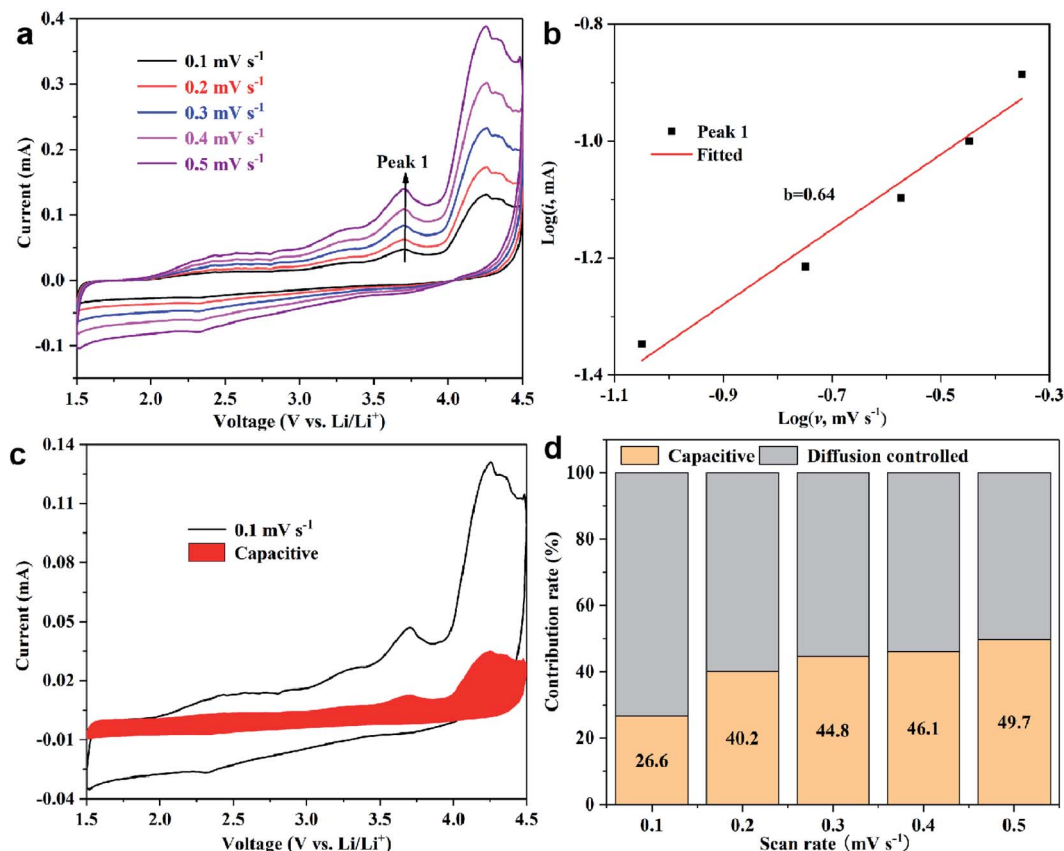 a
0.4
0.3
0.2
0.1
0.0
-0.1
Current (mA)
0.1 mV s⁻¹
0.2 mV s⁻¹
0.3 mV s⁻¹
0.4 mV s⁻¹
0.5 mV s⁻¹
Peak 1
1.5 2.0 2.5 3.0 3.5 4.0 4.5
Voltage (V vs. Li/Li⁺)
b
-0.8
-1.0
-1.2
-1.4
Log(i, mA)
Peak 1
Fitted
b=0.64
-1.1 -0.9 -0.7 -0.5 -0.3
Log(v, mV s⁻¹)
c
0.14
0.11
0.08
0.05
0.02
-0.01
-0.04
Current (mA)
0.1 mV s⁻¹
Capacitive
1.5 2.0 2.5 3.0 3.5 4.0 4.5
Voltage (V vs. Li/Li⁺)
d
Capacitive Diffusion controlled
100
80
60
40
20
0
Contribution rate (%)
26.6 40.2 44.8 46.1 49.7
0.1 0.2 0.3 0.4 0.5
Scan rate (mV s⁻¹)